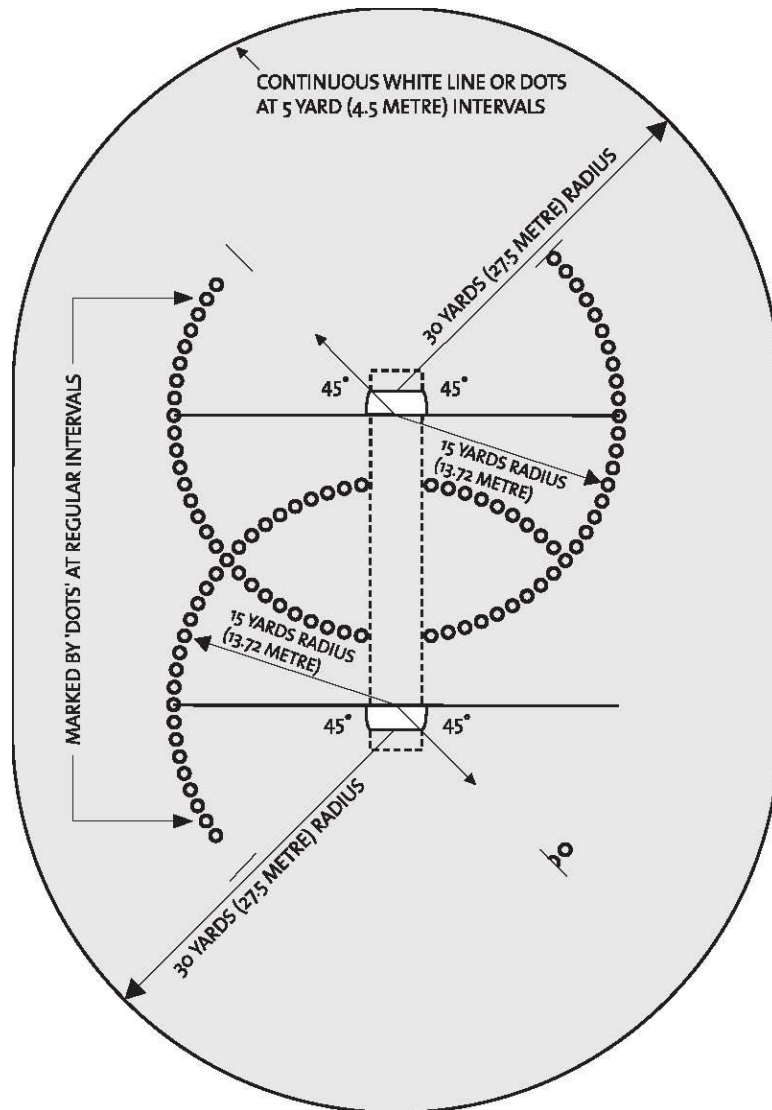 CONTINUOUS WHITE LINE OR DOTS
AT 5 YARD (4.5 METRE) INTERVALS
30 YARDS (27.5 METRE) RADIUS
MARKED BY 'DOTS' AT REGULAR INTERVALS
45°
45°
15 YARDS RADIUS
(13.72 METRE)
15 YARDS RADIUS
(13.72 METRE)
45°
45°
30 YARDS (27.5 METRE) RADIUS